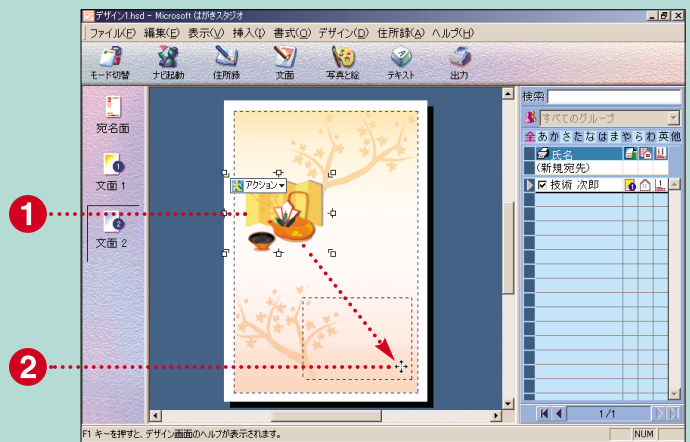 デザイン1.hsd - Microsoft はがきスタジオ
ファイル(F) 編集(E) 表示(V) 挿入(I) 書式(O) デザイン(D) 住所録(A) ヘルプ(H)
モード切替 ナビ起動 住所録 文面 写真と絵 テキスト 出力
宛名面
文面 1
文面 2
アクション
1
2
検索
すべてのグループ
全 あ か さ た な は ま や ら わ 英 他
氏名
(新規宛先)
技術 次郎
1/1
F1 キーを押すと、デザイン画面のヘルプが表示されます。
NUM